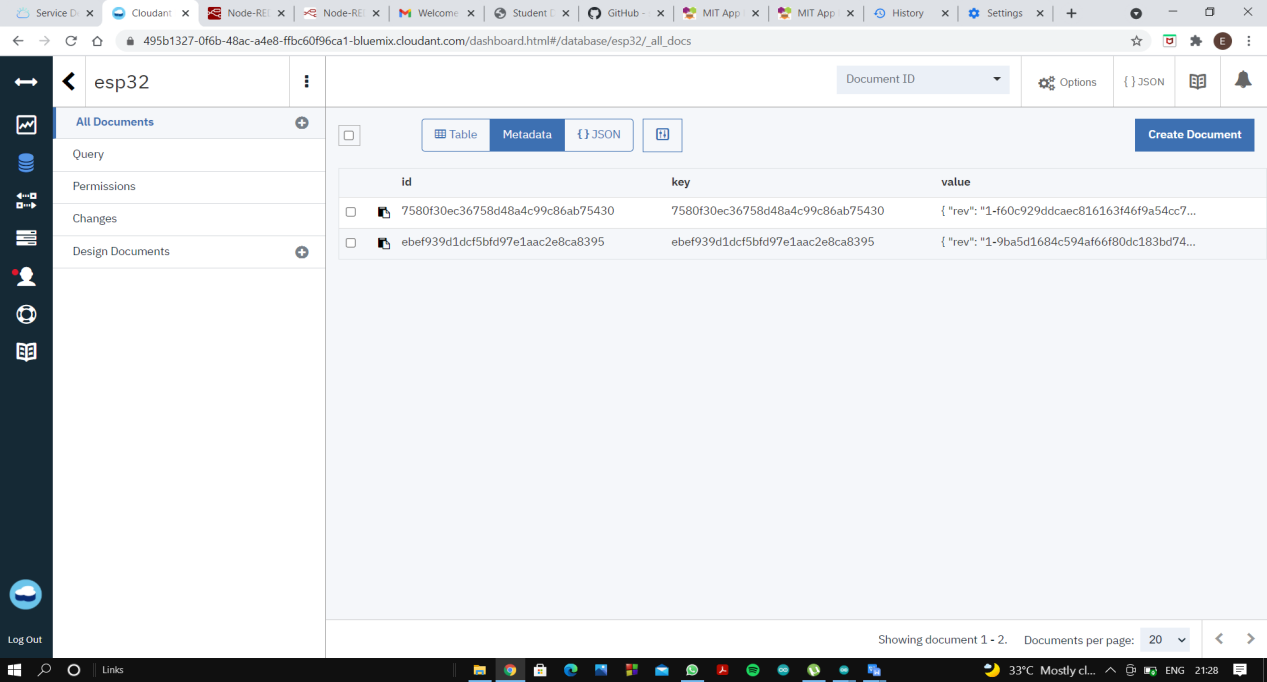 Service D
Cloudant
Node-RE
Node-RE
Welcome
Student D
GitHub -
MIT App
MIT App
History
Settings
495b1327-0f6b-48ac-a4e8-ffbc60f96ca1-bluemix.cloudant.com/dashboard.html#/database/esp32/_all_docs
E
esp32
Document ID
Options
{ } JSON
All Documents
Table
Metadata
{ } JSON
Create Document
Query
Permissions
Changes
Design Documents
id key value
7580f30ec36758d48a4c99c86ab75430 7580f30ec36758d48a4c99c86ab75430 { "rev": "1-f60c929ddcaec816163f46f9a54cc7...
ebef939d1dcf5bfd97e1aac2e8ca8395 ebef939d1dcf5bfd97e1aac2e8ca8395 { "rev": "1-9ba5d1684c594af66f80dc183bd74...
Log Out
Showing document 1 - 2. Documents per page: 20
Links
33°C Mostly cl... ENG 21:28